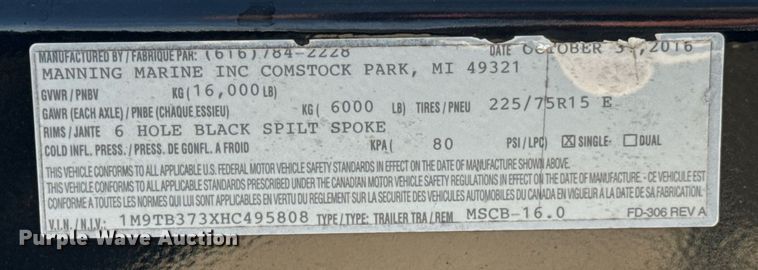 MANUFACTURED BY / FABRIQUE PAR: (616)784-2228 DATE OCTOBER 2016
MANNING MARINE INC COMSTOCK PARK, MI 49321
GVWR / PNBV KG (16,000 LB)
GAWR (EACH AXLE) / PNBE (CHAQUE ESSIEU) KG ( 6000 LB) TIRES / PNEU 225/75R15 E
RIMS / JANTE 6 HOLE BLACK SPILT SPOKE
COLD INFL. PRESS. / PRESS. DE GONFL. A FROID KPA ( 80 PSI / LPC) ☒ SINGLE- ☐ DUAL
THIS VEHICLE CONFORMS TO ALL APPLICABLE U.S. FEDERAL MOTOR VEHICLE SAFETY STANDARDS IN EFFECT ON THE DATE OF MANUFACTURE SHOWN ABOVE.
THIS VEHICLE CONFORMS TO ALL APPLICABLE STANDARDS PRESCRIBED UNDER THE CANADIAN MOTOR VEHICLE SAFETY REGULATIONS IN EFFECT ON THE DATE OF MANUFACTURE. - CE VEHICULE EST
CONFORME A TOUTES LES NORMES QUI LUI SONT APPLICABLES EN VERTU DU REGLEMENT SUR LA SECURITE DES VEHICULES AUTOMOBILES DU CANADA EN VIGUEUR A LA DATE DE SA FABRICATION.
V.I.N. / N.I.V. 1M9TB373XHC495808 TYPE / TYPE: TRAILER TRA / REM MSCB-16.0 FD-306 REV A
Purple Wave Auction